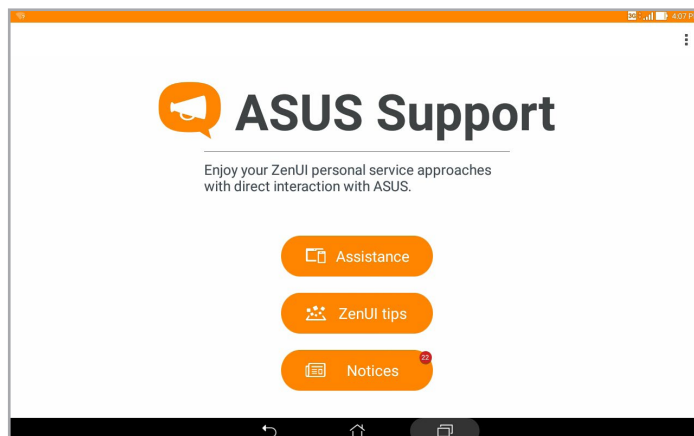 3G 4:07 P
ASUS Support
Enjoy your ZenUI personal service approaches
with direct interaction with ASUS.
Assistance
ZenUI tips
22
Notices